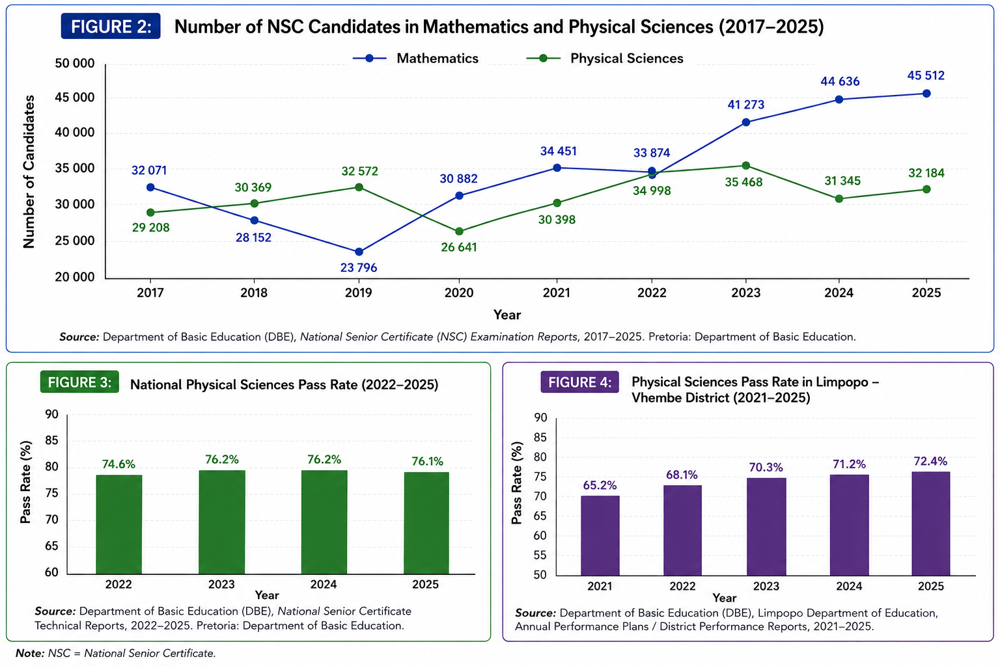 FIGURE 2: Number of NSC Candidates in Mathematics and Physical Sciences (2017–2025)
Mathematics Physical Sciences
Number of Candidates
50 000
45 000
40 000
35 000
30 000
25 000
20 000
32 071
28 152
23 796
30 882
34 451
33 874
41 273
44 636
45 512
29 208
30 369
32 572
26 641
30 398
34 998
35 468
31 345
32 184
2017 2018 2019 2020 2021 2022 2023 2024 2025
Year
Source: Department of Basic Education (DBE), National Senior Certificate (NSC) Examination Reports, 2017–2025. Pretoria: Department of Basic Education.
FIGURE 3: National Physical Sciences Pass Rate (2022–2025)
Pass Rate (%)
90
85
80
75
70
65
60
74.6% 76.2% 76.2% 76.1%
2022 2023 2024 2025
Year
Source: Department of Basic Education (DBE), National Senior Certificate
Technical Reports, 2022–2025. Pretoria: Department of Basic Education.
FIGURE 4: Physical Sciences Pass Rate in Limpopo –
Vhembe District (2021–2025)
Pass Rate (%)
90
85
80
75
70
65
60
55
50
65.2% 68.1% 70.3% 71.2% 72.4%
2021 2022 2023 2024 2025
Year
Source: Department of Basic Education (DBE), Limpopo Department of Education,
Annual Performance Plans / District Performance Reports, 2021–2025.
Note: NSC = National Senior Certificate.